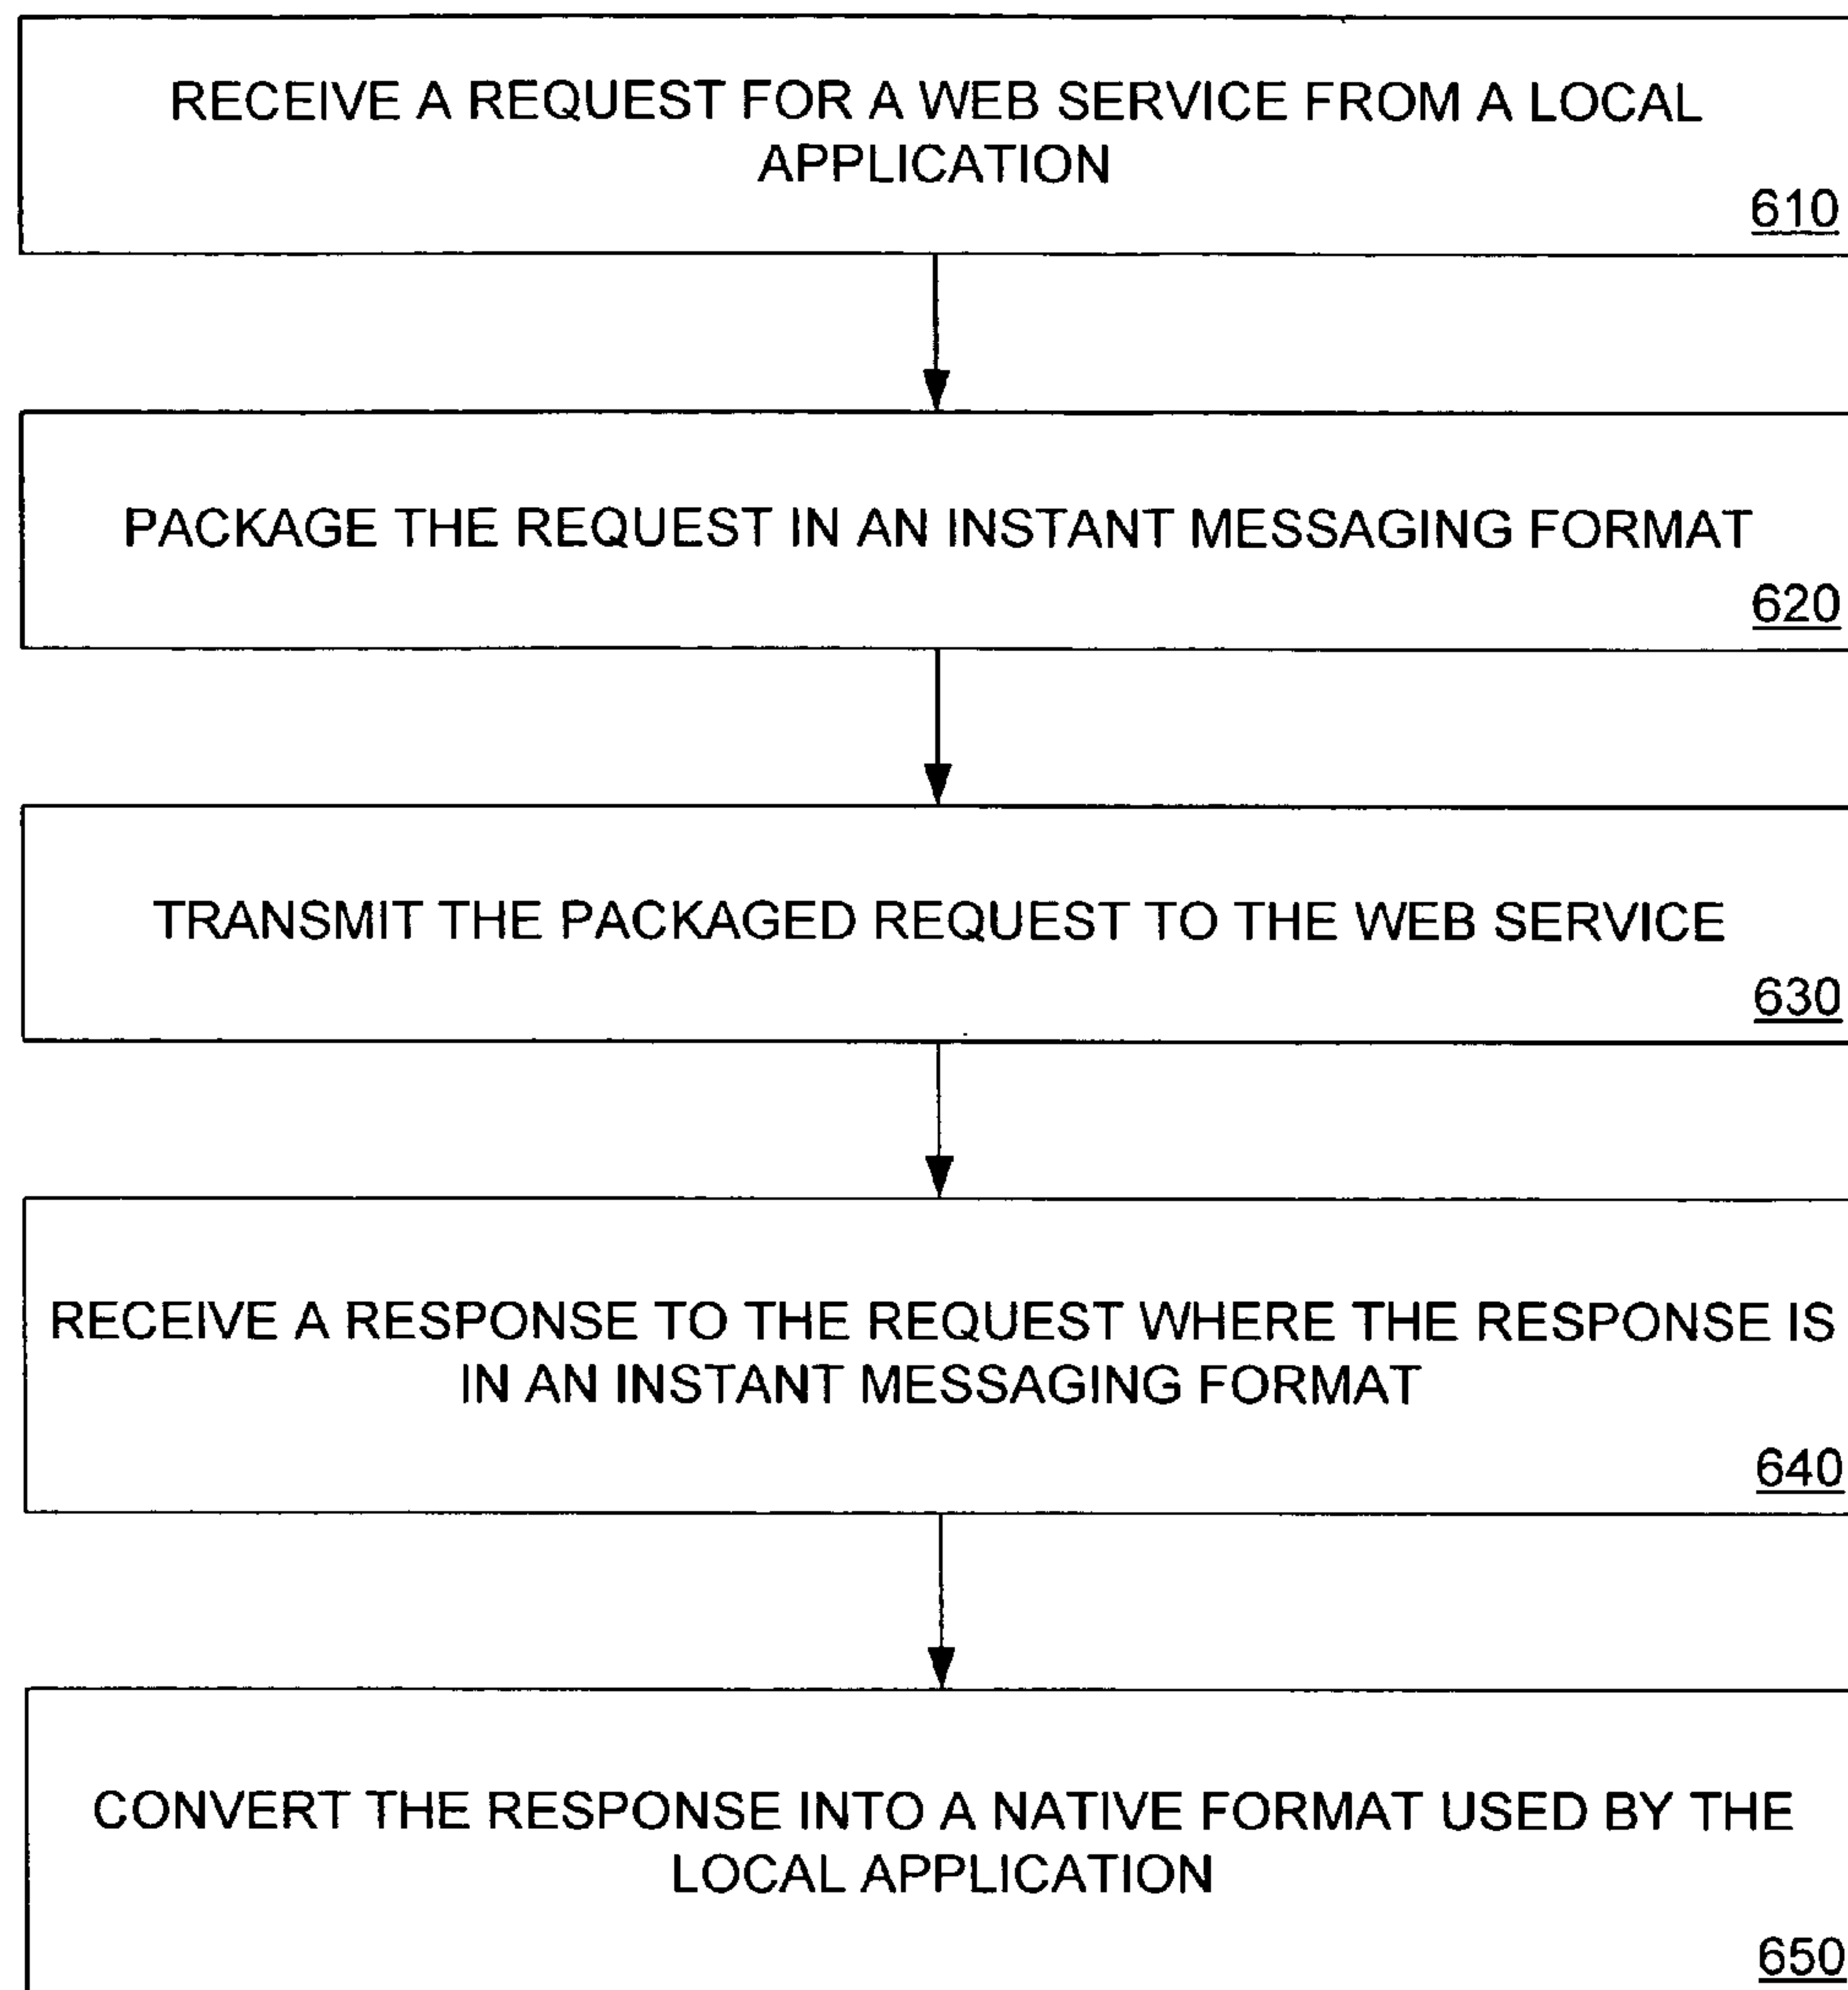 RECEIVE A REQUEST FOR A WEB SERVICE FROM A LOCAL
APPLICATION
610
PACKAGE THE REQUEST IN AN INSTANT MESSAGING FORMAT
620
TRANSMIT THE PACKAGED REQUEST TO THE WEB SERVICE
630
RECEIVE A RESPONSE TO THE REQUEST WHERE THE RESPONSE IS
IN AN INSTANT MESSAGING FORMAT
640
CONVERT THE RESPONSE INTO A NATIVE FORMAT USED BY THE
LOCAL APPLICATION
650